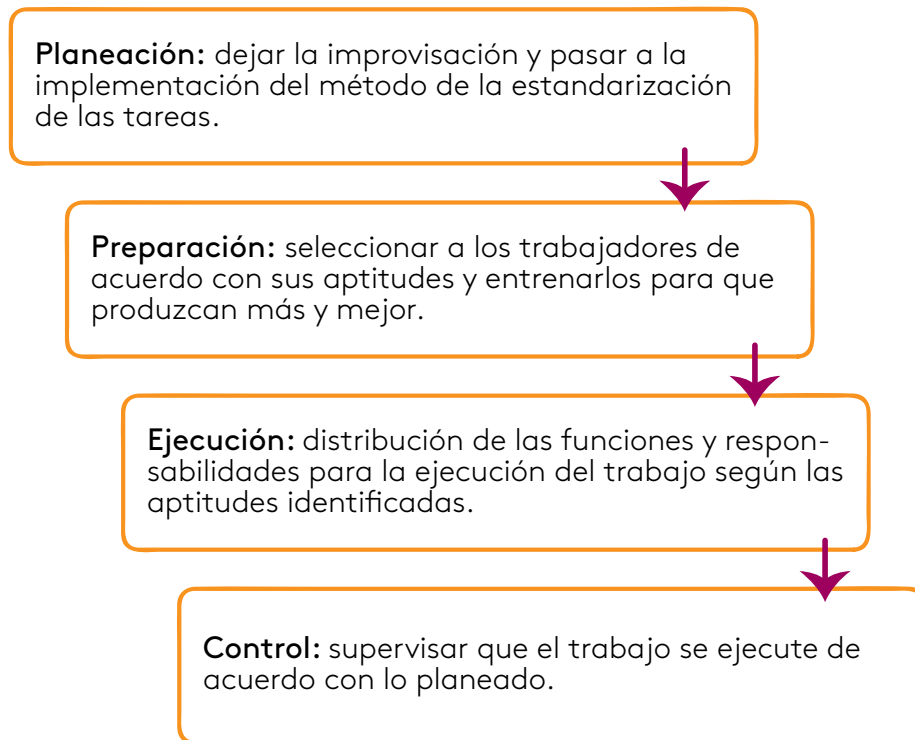 Planeación: dejar la improvisación y pasar a la
implementación del método de la estandarización
de las tareas.
Preparación: seleccionar a los trabajadores de
acuerdo con sus aptitudes y entrenarlos para que
produzcan más y mejor.
Ejecución: distribución de las funciones y respon-
sabilidades para la ejecución del trabajo según las
aptitudes identificadas.
Control: supervisar que el trabajo se ejecute de
acuerdo con lo planeado.